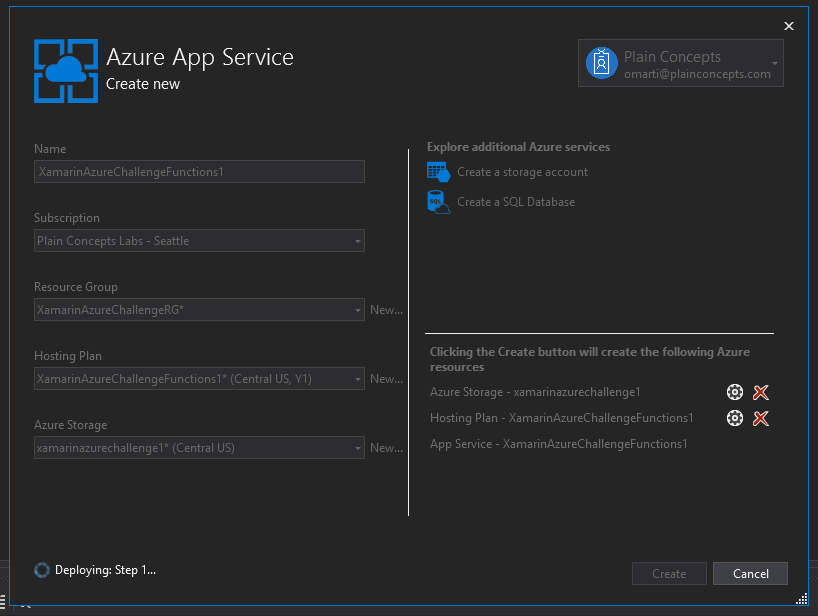 Azure App Service
Create new
Plain Concepts
omarti@plainconcepts.com
Name
XamarinAzureChallengeFunctions1
Subscription
Plain Concepts Labs - Seattle
Resource Group
XamarinAzureChallengeRG*
New...
Hosting Plan
XamarinAzureChallengeFunctions1* (Central US, Y1)
New...
Azure Storage
xamarinazurechallenge1* (Central US)
New...
Explore additional Azure services
Create a storage account
SQL
Create a SQL Database
Clicking the Create button will create the following Azure
resources
Azure Storage - xamarinazurechallenge1
Hosting Plan - XamarinAzureChallengeFunctions1
App Service - XamarinAzureChallengeFunctions1
Deploying: Step 1...
Create
Cancel